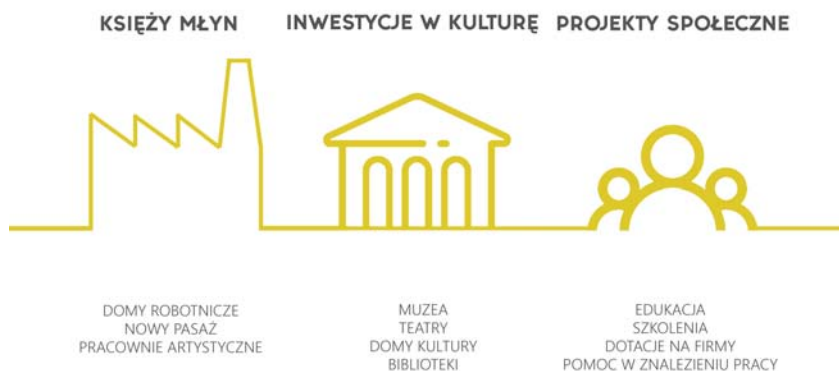 KSIĘŻY MŁYN
DOMY ROBOTNICZE
NOWY PASAŻ
PRACOWNIE ARTYSTYCZNE
INWESTYCJE W KULTURĘ
MUZEA
TEATRY
DOMY KULTURY
BIBLIOTEKI
PROJEKTY SPOŁECZNE
EDUKACJA
SZKOLENIA
DOTACJE NA FIRMY
POMOC W ZNALEZIENIU PRACY